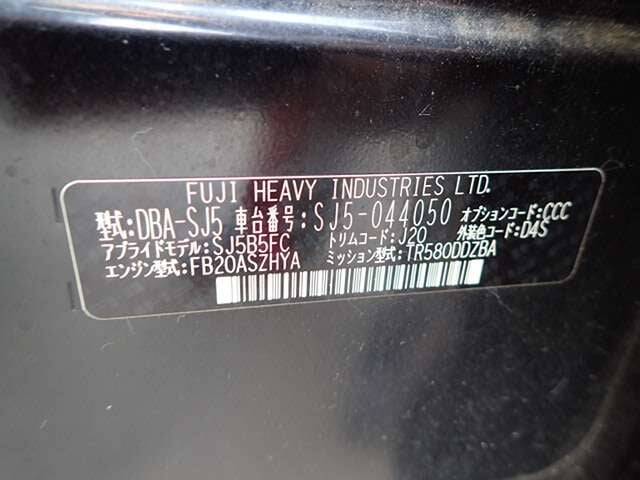 FUJI HEAVY INDUSTRIES LTD.
型式:DBA-SJ5 車台番号:SJ5-044050 オプションコード:CCC
アプライドモデル:SJ5B5FC トリムコード:J20 外装色コード:D4S
エンジン型式:FB20ASZHYA ミッション型式:TR580DDZBA